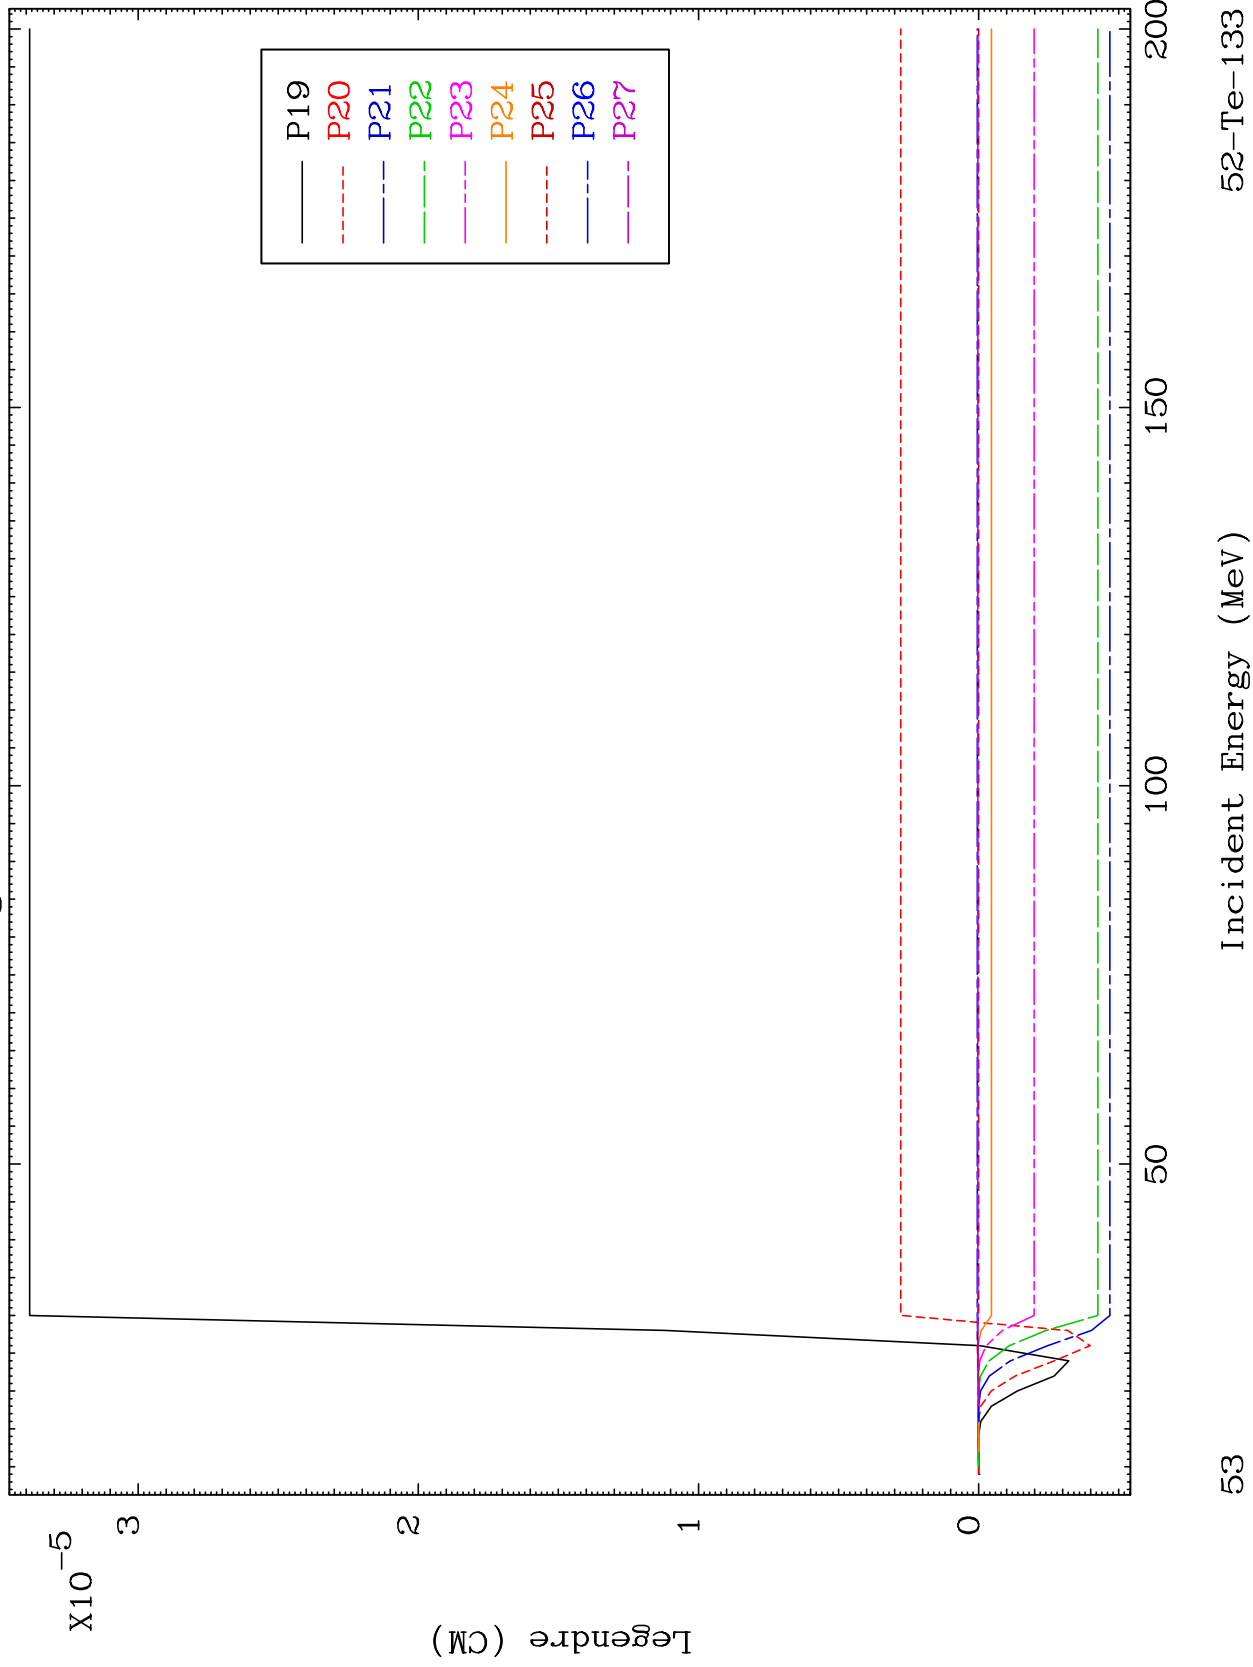 X10-5
3
2
1
0
Legendre (CM)
P19
P20
P21
P22
P23
P24
P25
P26
P27
50
100
150
200
53
Incident Energy (MeV)
52-Te-133